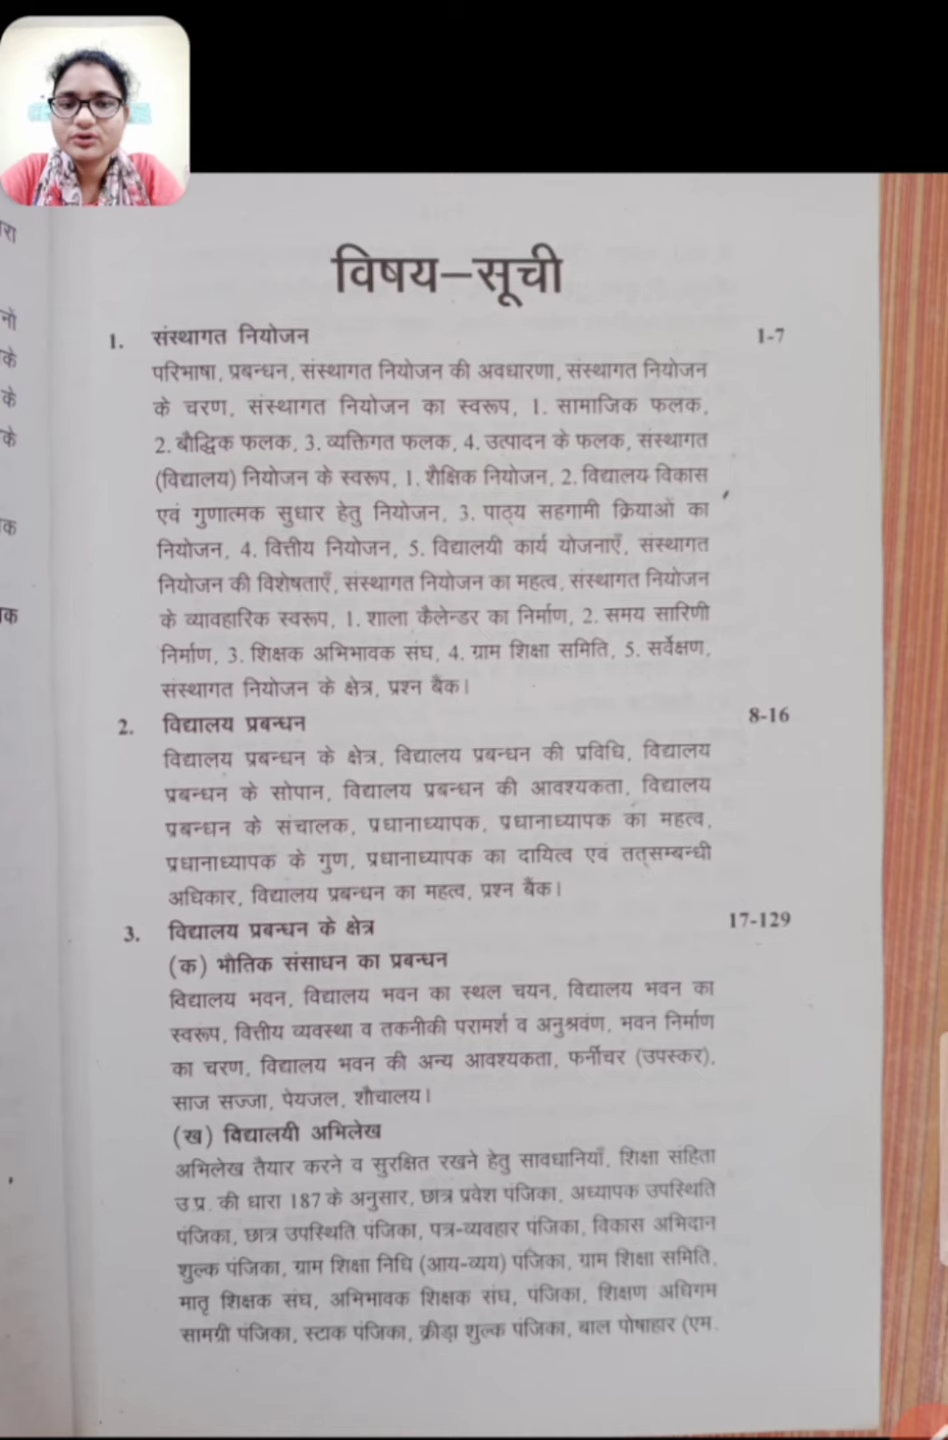 विषय–सूची
1. संस्थागत नियोजन 1-7
परिभाषा, प्रबन्धन, संस्थागत नियोजन की अवधारणा, संस्थागत नियोजन
के चरण, संस्थागत नियोजन का स्वरूप, 1. सामाजिक फलक,
2. बौद्धिक फलक, 3. व्यक्तिगत फलक, 4. उत्पादन के फलक, संस्थागत
(विद्यालय) नियोजन के स्वरूप, 1. शैक्षिक नियोजन, 2. विद्यालय विकास
एवं गुणात्मक सुधार हेतु नियोजन, 3. पाठ्य सहगामी क्रियाओं का
नियोजन, 4. वित्तीय नियोजन, 5. विद्यालयी कार्य योजनाएँ, संस्थागत
नियोजन की विशेषताएँ, संस्थागत नियोजन का महत्व, संस्थागत नियोजन
के व्यावहारिक स्वरूप, 1. शाला कैलेन्डर का निर्माण, 2. समय सारिणी
निर्माण, 3. शिक्षक अभिभावक संघ, 4. ग्राम शिक्षा समिति, 5. सर्वेक्षण,
संस्थागत नियोजन के क्षेत्र, प्रश्न बैंक।
2. विद्यालय प्रबन्धन 8-16
विद्यालय प्रबन्धन के क्षेत्र, विद्यालय प्रबन्धन की प्रविधि, विद्यालय
प्रबन्धन के सोपान, विद्यालय प्रबन्धन की आवश्यकता, विद्यालय
प्रबन्धन के संचालक, प्रधानाध्यापक, प्रधानाध्यापक का महत्व,
प्रधानाध्यापक के गुण, प्रधानाध्यापक का दायित्व एवं तत्सम्बन्धी
अधिकार, विद्यालय प्रबन्धन का महत्व, प्रश्न बैंक।
3. विद्यालय प्रबन्धन के क्षेत्र 17-129
(क) भौतिक संसाधन का प्रबन्धन
विद्यालय भवन, विद्यालय भवन का स्थल चयन, विद्यालय भवन का
स्वरूप, वित्तीय व्यवस्था व तकनीकी परामर्श व अनुश्रवंण, भवन निर्माण
का चरण, विद्यालय भवन की अन्य आवश्यकता, फर्नीचर (उपस्कर),
साज सज्जा, पेयजल, शौचालय।
(ख) विद्यालयी अभिलेख
अभिलेख तैयार करने व सुरक्षित रखने हेतु सावधानियाँ, शिक्षा संहिता
उ.प्र. की धारा 187 के अनुसार, छात्र प्रवेश पंजिका, अध्यापक उपस्थिति
पंजिका, छात्र उपस्थिति पंजिका, पत्र-व्यवहार पंजिका, विकास अभिदान
शुल्क पंजिका, ग्राम शिक्षा निधि (आय-व्यय) पंजिका, ग्राम शिक्षा समिति,
मातृ शिक्षक संघ, अभिभावक शिक्षक संघ, पंजिका, शिक्षण अधिगम
सामग्री पंजिका, स्टाक पंजिका, क्रीड़ा शुल्क पंजिका, बाल पोषाहार (एम.